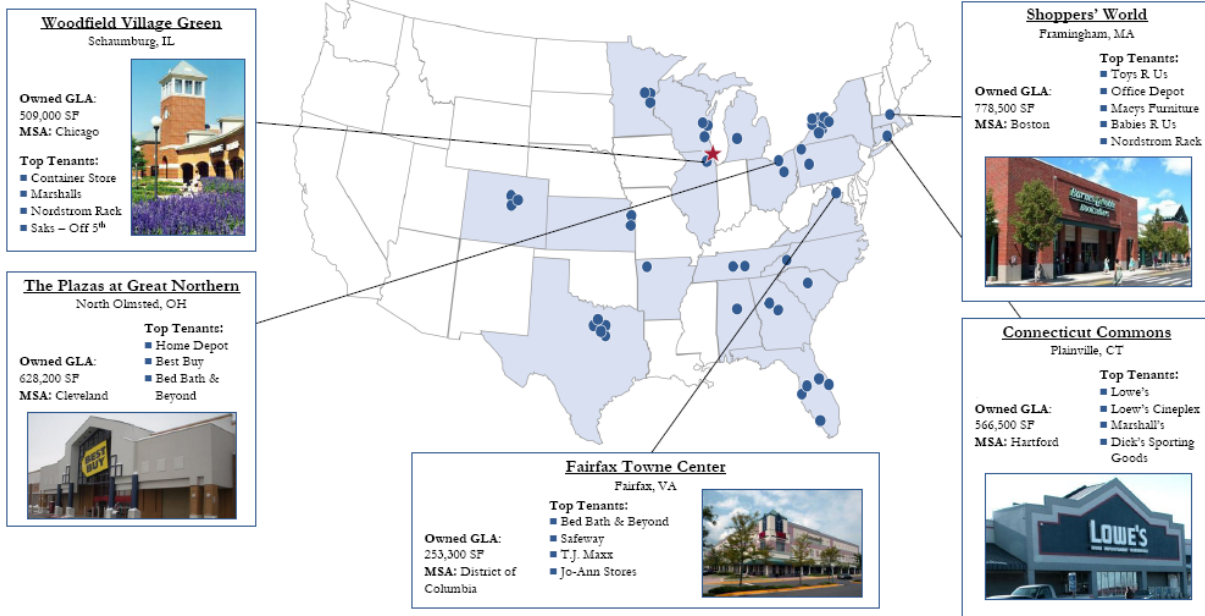 Woodfield Village Green
Schaumburg, IL
Owned GLA:
509,000 SF
MSA: Chicago
Top Tenants:
Container Store
Marshalls
Nordstrom Rack
Saks – Off 5th
The Plazas at Great Northern
North Olmsted, OH
Owned GLA:
628,200 SF
MSA: Cleveland
Top Tenants:
Home Depot
Best Buy
Bed Bath &
Beyond
BEST
BUY
Fairfax Towne Center
Fairfax, VA
Owned GLA:
253,300 SF
MSA: District of
Columbia
Top Tenants:
Bed Bath & Beyond
Safeway
T.J. Maxx
Jo-Ann Stores
Shoppers' World
Framingham, MA
Owned GLA:
778,500 SF
MSA: Boston
Top Tenants:
Toys R Us
Office Depot
Macys Furniture
Babies R Us
Nordstrom Rack
Barnes & Noble
Booksellers
Connecticut Commons
Plainville, CT
Owned GLA:
566,500 SF
MSA: Hartford
Top Tenants:
Lowe's
Loew's Cineplex
Marshall's
Dick's Sporting
Goods
LOWE'S